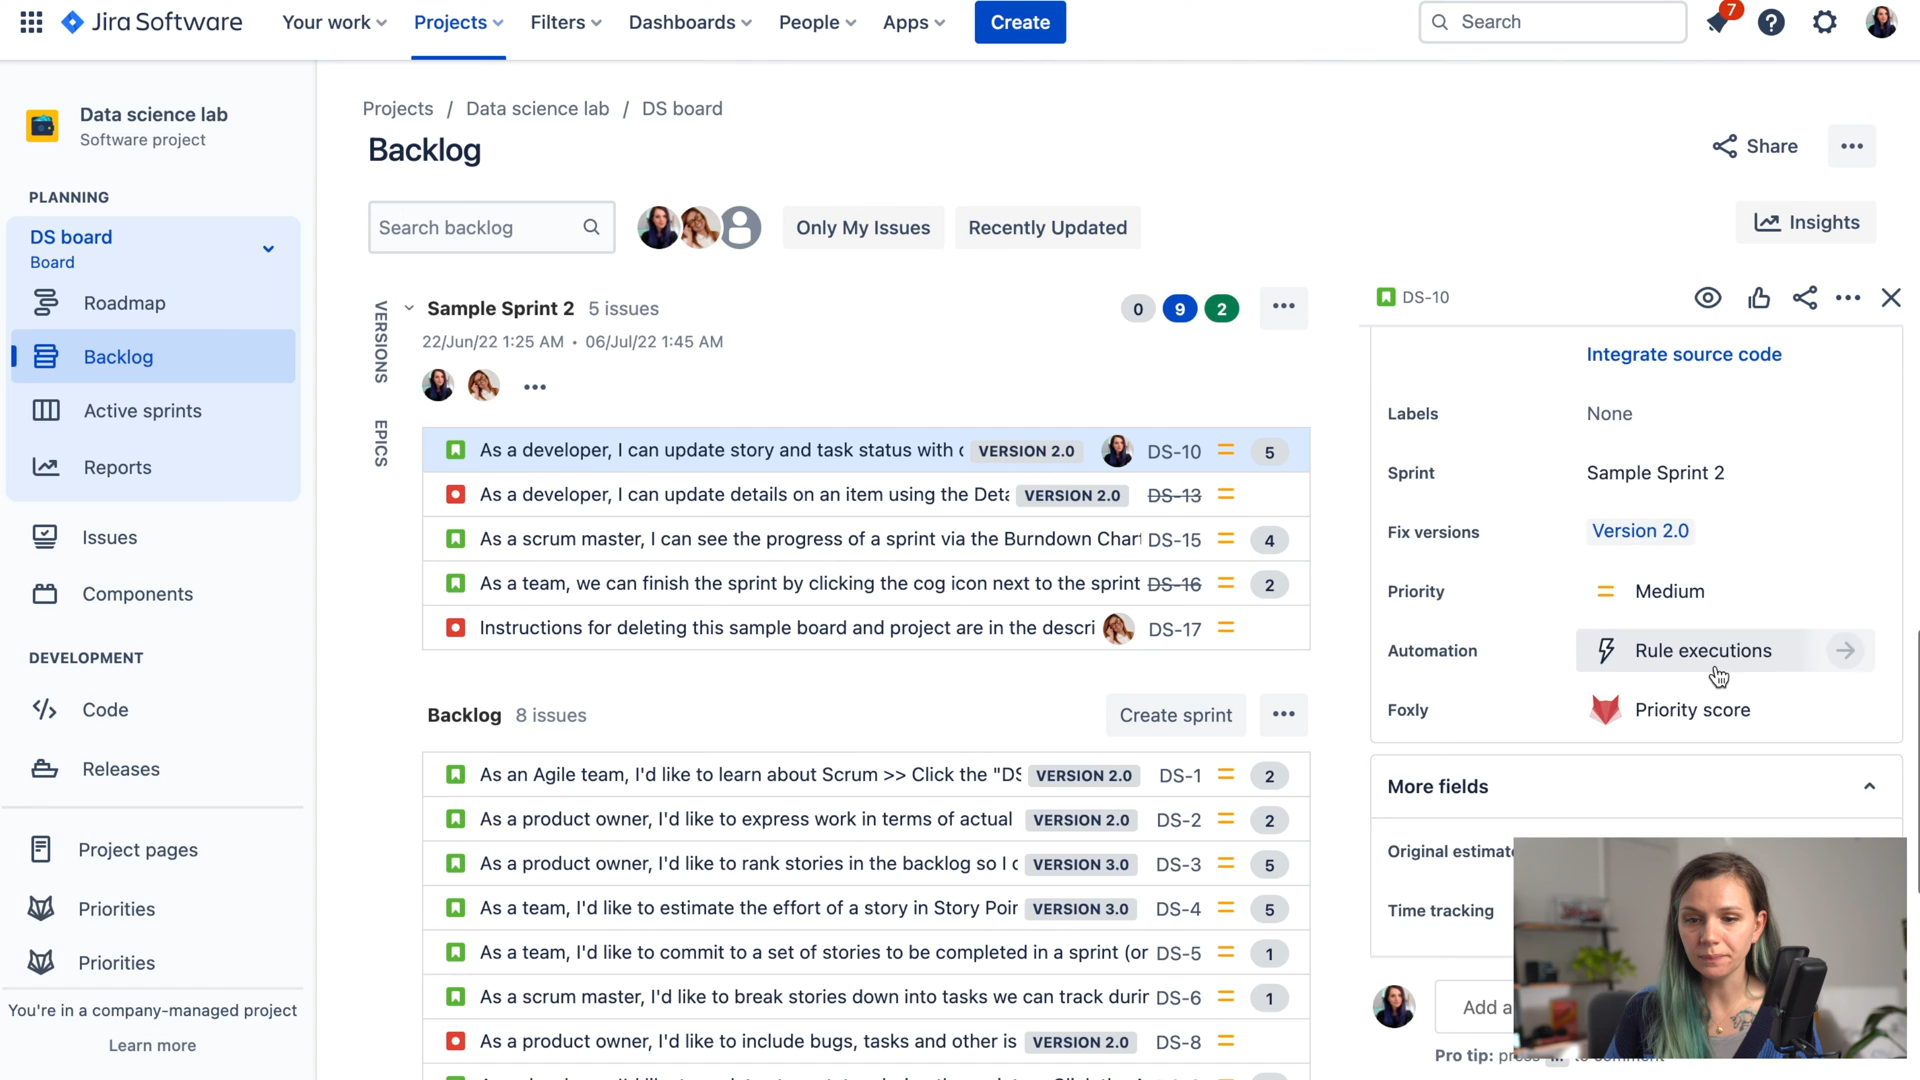 Jira Software
Your work
Projects
Filters
Dashboards
People
Apps
Create
Search
7
Data science lab
Software project
PLANNING
DS board
Board
Roadmap
Backlog
Active sprints
Reports
Issues
Components
DEVELOPMENT
Code
Releases
Project pages
Priorities
Priorities
You're in a company-managed project
Learn more
Projects / Data science lab / DS board
Backlog
Share
Search backlog
Only My Issues
Recently Updated
Insights
VERSIONS
EPICS
Sample Sprint 2 5 issues
0 9 2
22/Jun/22 1:25 AM • 06/Jul/22 1:45 AM
As a developer, I can update story and task status with VERSION 2.0 DS-10 5
As a developer, I can update details on an item using the Deta VERSION 2.0 DS-13
As a scrum master, I can see the progress of a sprint via the Burndown Chart DS-15 4
As a team, we can finish the sprint by clicking the cog icon next to the sprint DS-16 2
Instructions for deleting this sample board and project are in the descri DS-17
Backlog 8 issues
Create sprint
As an Agile team, I'd like to learn about Scrum >> Click the "DS VERSION 2.0 DS-1 2
As a product owner, I'd like to express work in terms of actual VERSION 2.0 DS-2 2
As a product owner, I'd like to rank stories in the backlog so I c VERSION 3.0 DS-3 5
As a team, I'd like to estimate the effort of a story in Story Poin VERSION 3.0 DS-4 5
As a team, I'd like to commit to a set of stories to be completed in a sprint (or DS-5 1
As a scrum master, I'd like to break stories down into tasks we can track durin DS-6 1
As a product owner, I'd like to include bugs, tasks and other is VERSION 2.0 DS-8
DS-10
Integrate source code
Labels None
Sprint Sample Sprint 2
Fix versions Version 2.0
Priority Medium
Automation Rule executions
Foxly Priority score
More fields
Original estimate
Time tracking
Add a
Pro tip: press to comment